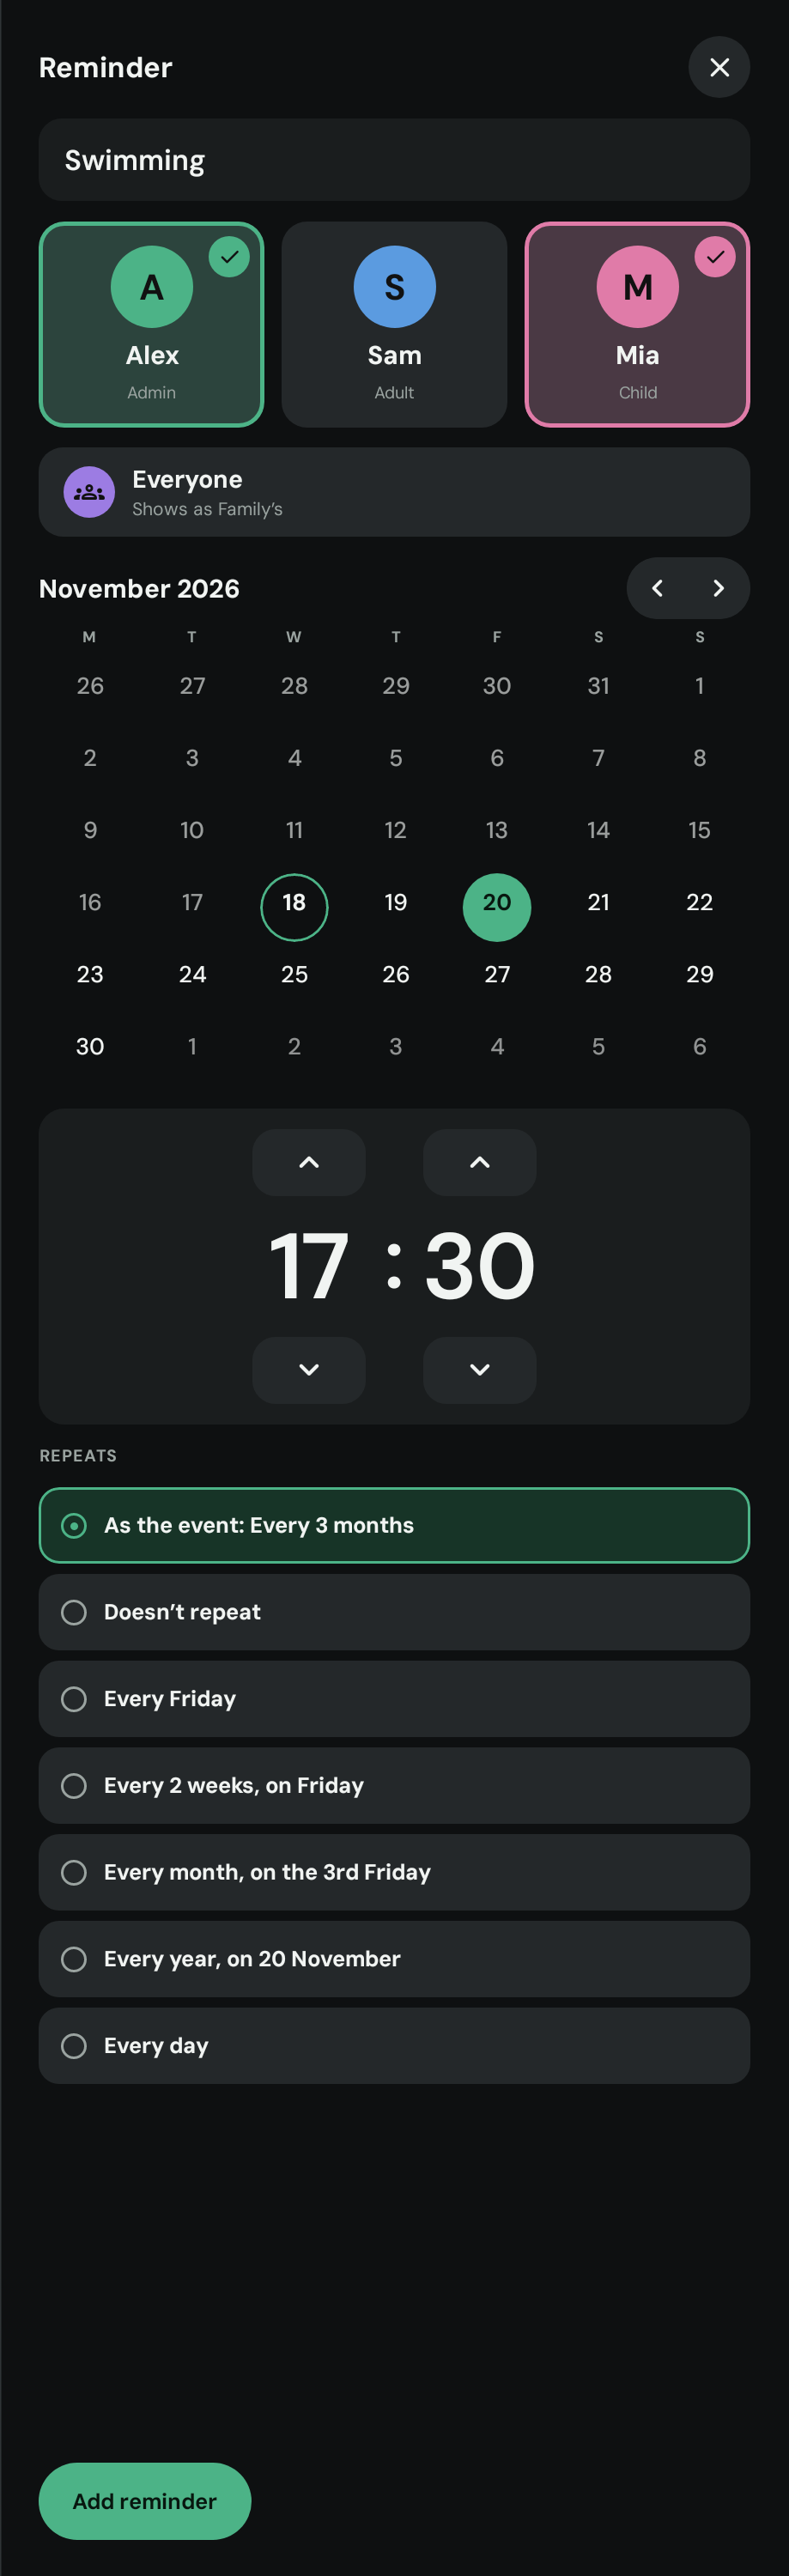 Reminder
Swimming
A
Alex
Admin
S
Sam
Adult
M
Mia
Child
Everyone
Shows as Family’s
November 2026
M T W T F S S
26 27 28 29 30 31 1
2 3 4 5 6 7 8
9 10 11 12 13 14 15
16 17 18 19 20 21 22
23 24 25 26 27 28 29
30 1 2 3 4 5 6
17 : 30
REPEATS
As the event: Every 3 months
Doesn’t repeat
Every Friday
Every 2 weeks, on Friday
Every month, on the 3rd Friday
Every year, on 20 November
Every day
Add reminder